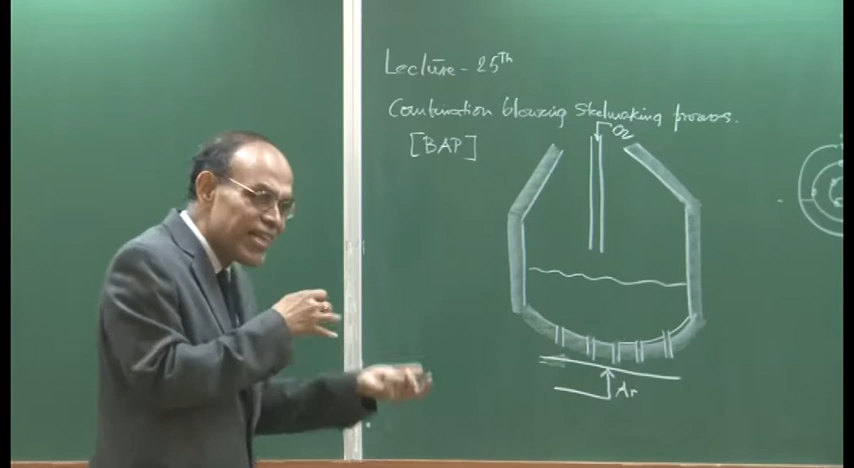 Lecture - 25Th
Combination blowing Steelmaking process.
[BAP]
O2
Ar